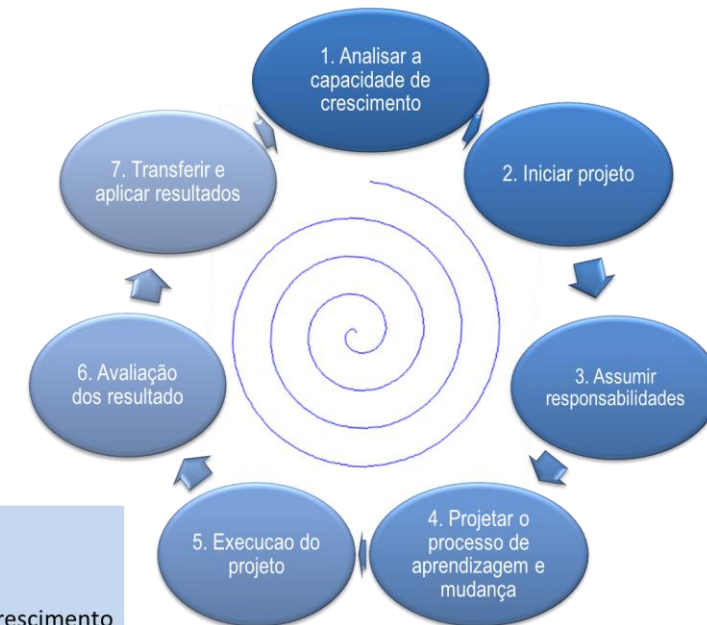 1. Analisar a
capacidade de
crescimento
2. Iniciar projeto
3. Assumir
responsabilidades
4. Projetar o
processo de
aprendizagem e
mudança
5. Execucao do
projeto
6. Avaliação
dos resultado
7. Transferir e
aplicar resultados
crescimento